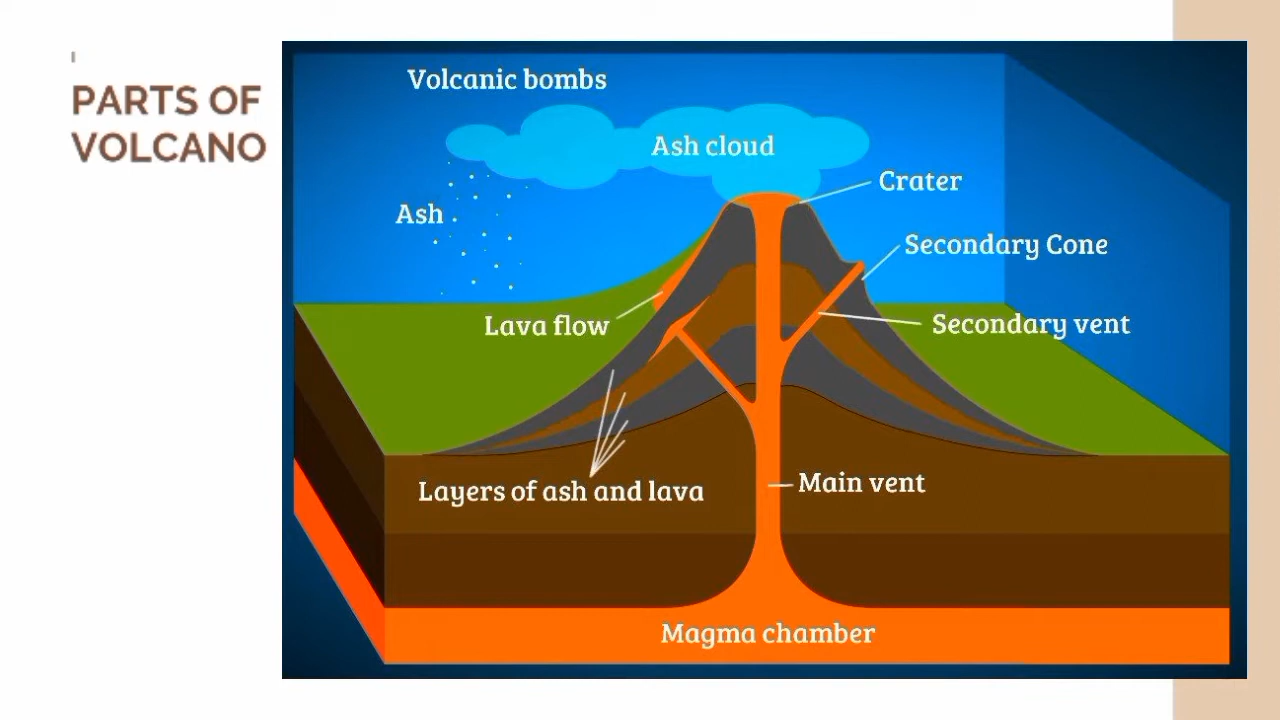 PARTS OF
VOLCANO
Volcanic bombs
Ash cloud
Crater
Ash
Secondary Cone
Lava flow
Secondary vent
Layers of ash and lava
Main vent
Magma chamber